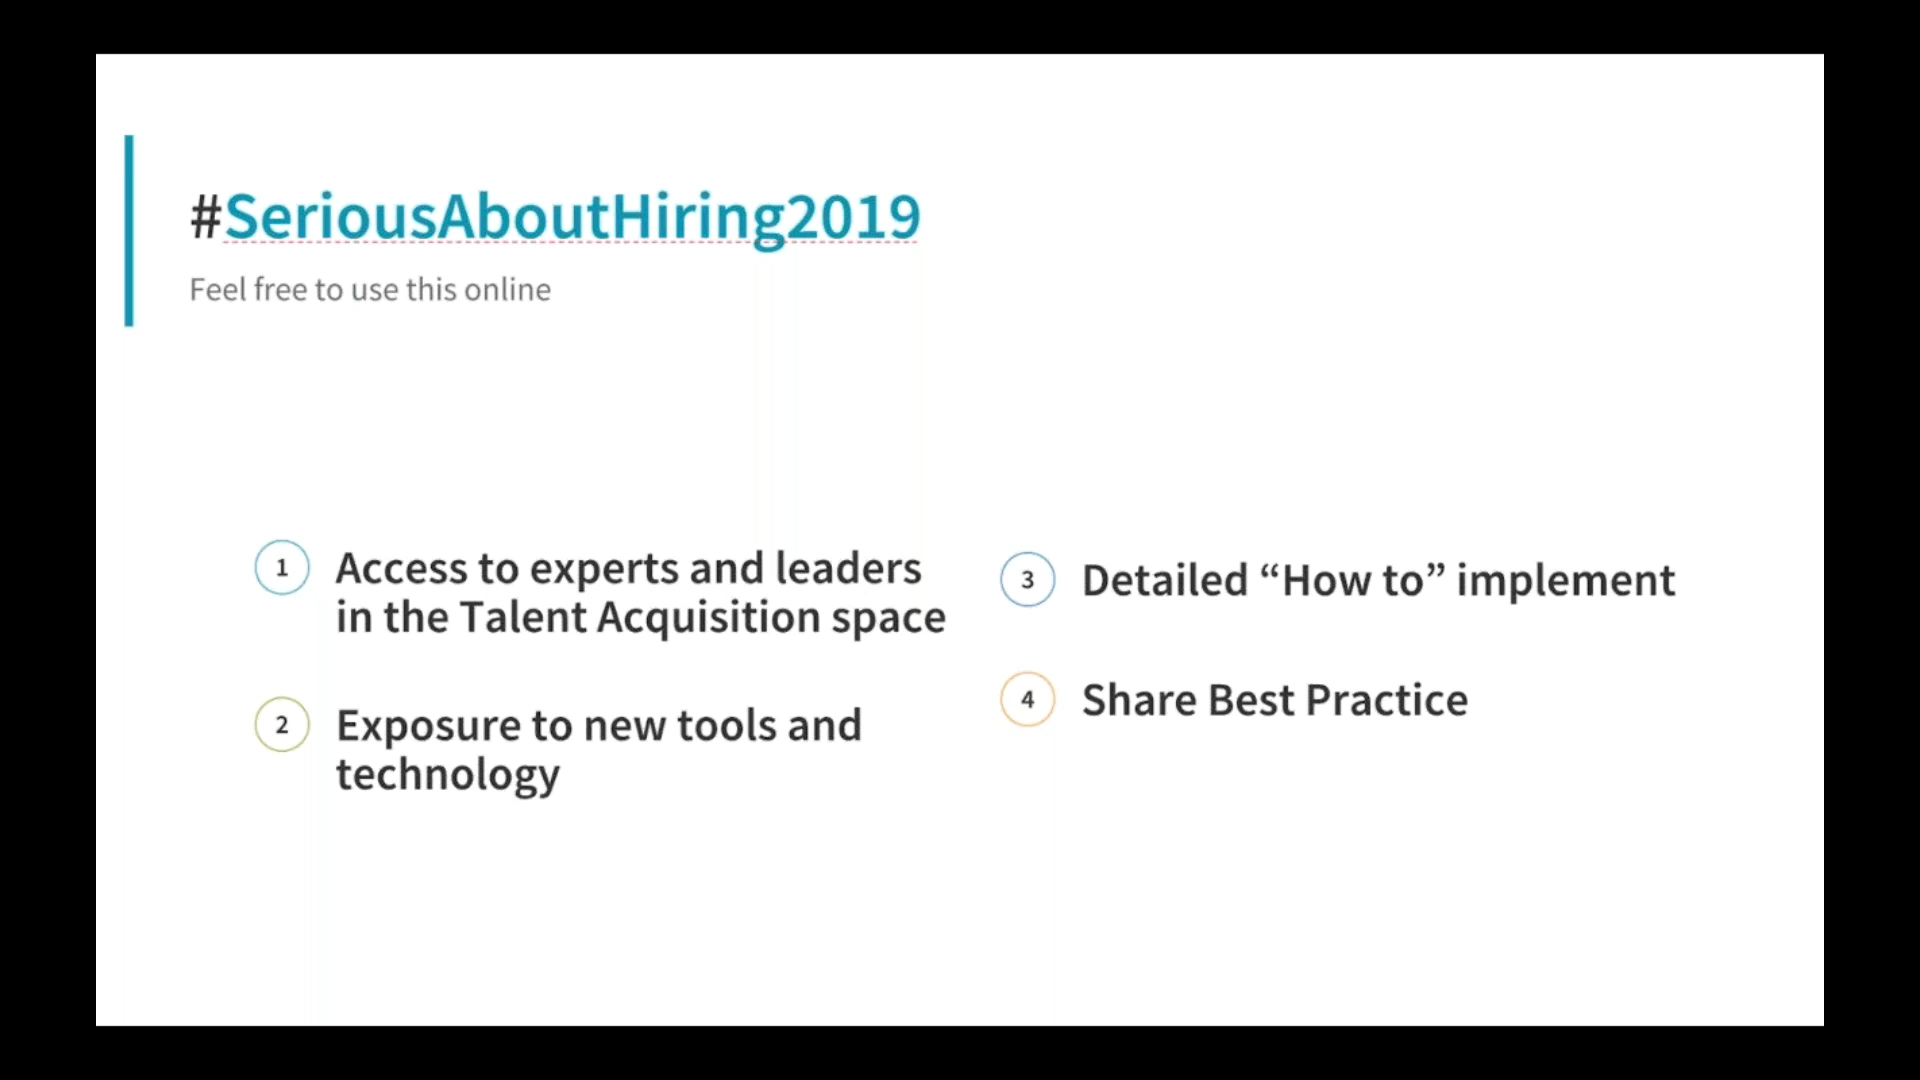 #SeriousAboutHiring2019
Feel free to use this online
1 Access to experts and leaders
in the Talent Acquisition space
2 Exposure to new tools and
technology
3 Detailed “How to” implement
4 Share Best Practice